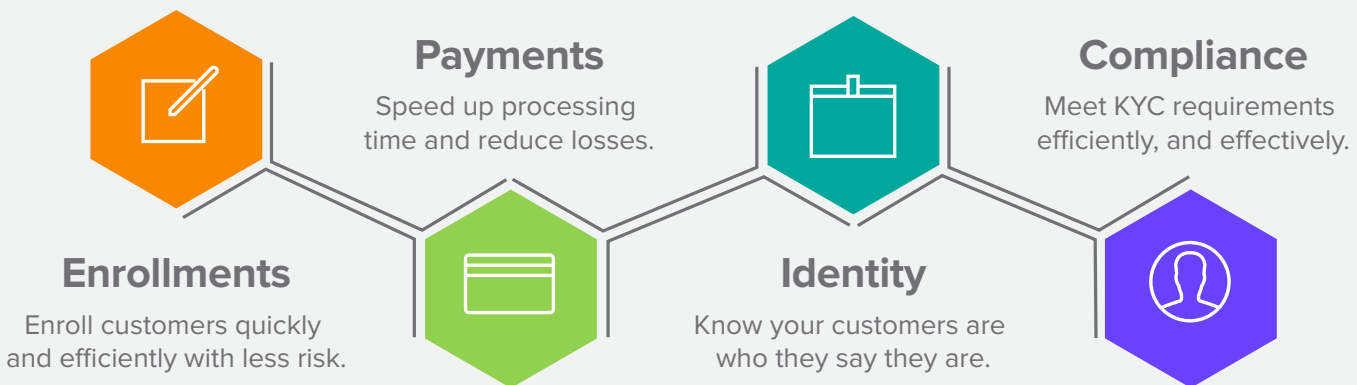 Enrollments
Enroll customers quickly
and efficiently with less risk.
Payments
Speed up processing
time and reduce losses.
Identity
Know your customers are
who they say they are.
Compliance
Meet KYC requirements
efficiently, and effectively.